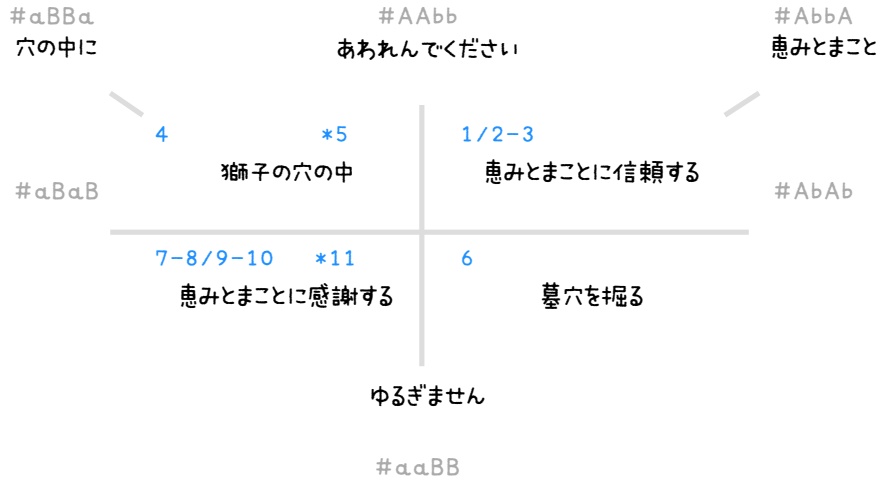 #aBBa #AAbb #AbbA
穴の中に あわれんでください 恵みとまこと
4 *5 1/2-3
獅子の穴の中 恵みとまことに信頼する
#aBaB #AbAb
7-8/9-10 *11 6
恵みとまことに感謝する 墓穴を掘る
ゆるぎません
#aaBB